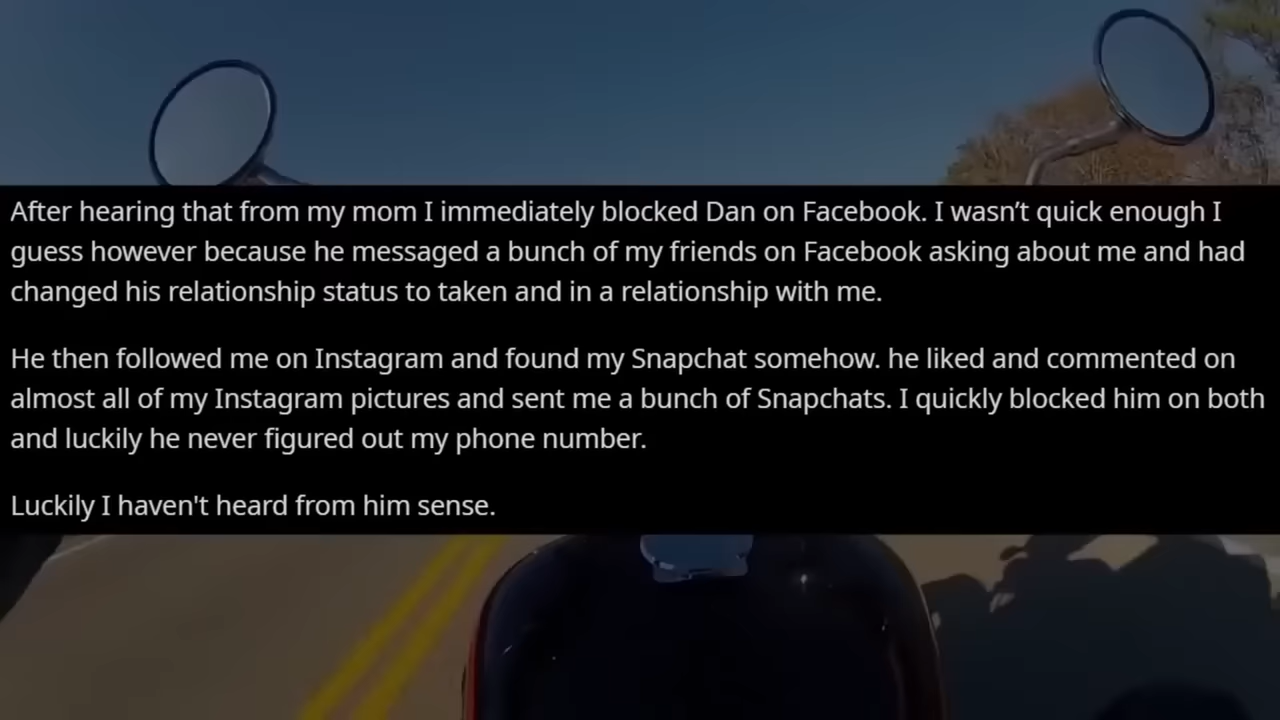 After hearing that from my mom I immediately blocked Dan on Facebook. I wasn’t quick enough I
guess however because he messaged a bunch of my friends on Facebook asking about me and had
changed his relationship status to taken and in a relationship with me.
He then followed me on Instagram and found my Snapchat somehow. he liked and commented on
almost all of my Instagram pictures and sent me a bunch of Snapchats. I quickly blocked him on both
and luckily he never figured out my phone number.
Luckily I haven't heard from him sense.